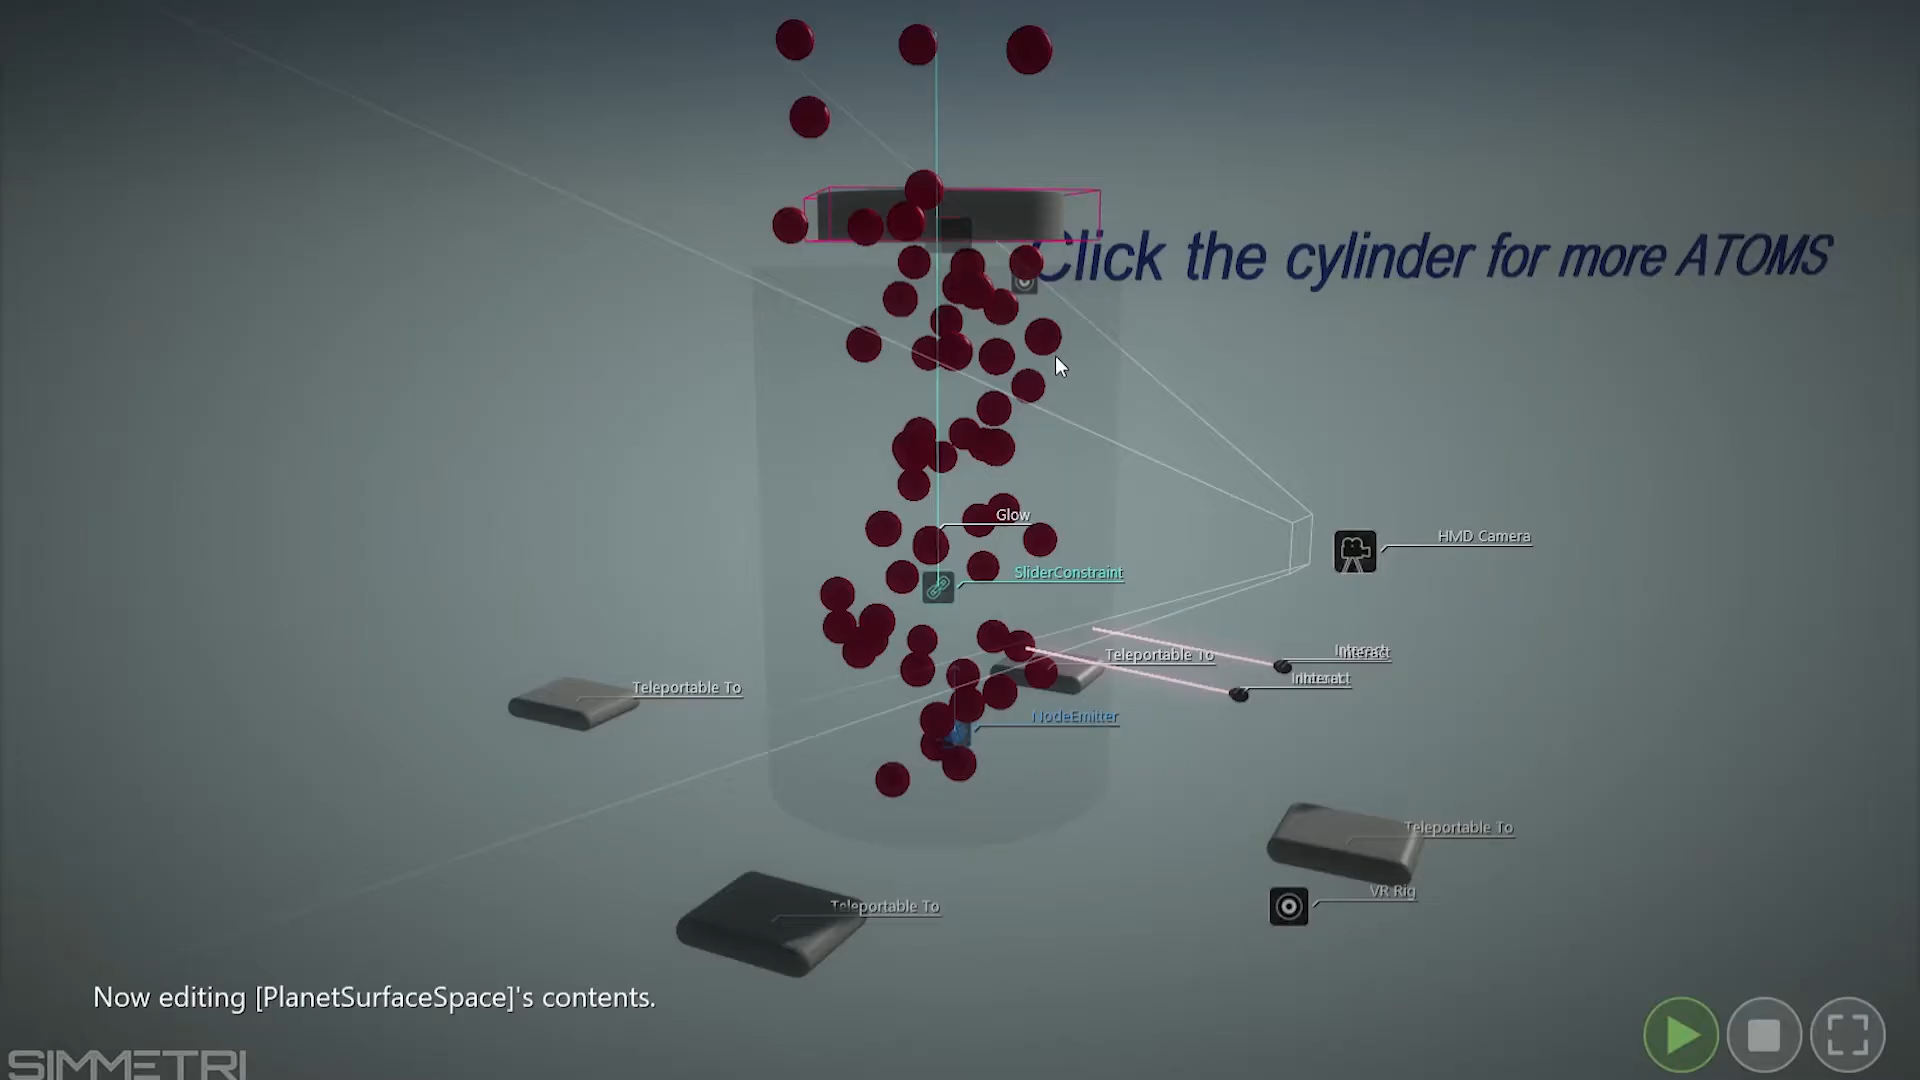 Click the cylinder for more ATOMS
Glow
HMD Camera
SliderConstraint
Interact
Teleportable To
Interact
Teleportable To
NodeEmitter
Teleportable To
VR Rig
Teleportable To
Now editing [PlanetSurfaceSpace]'s contents.
SIMMETRI